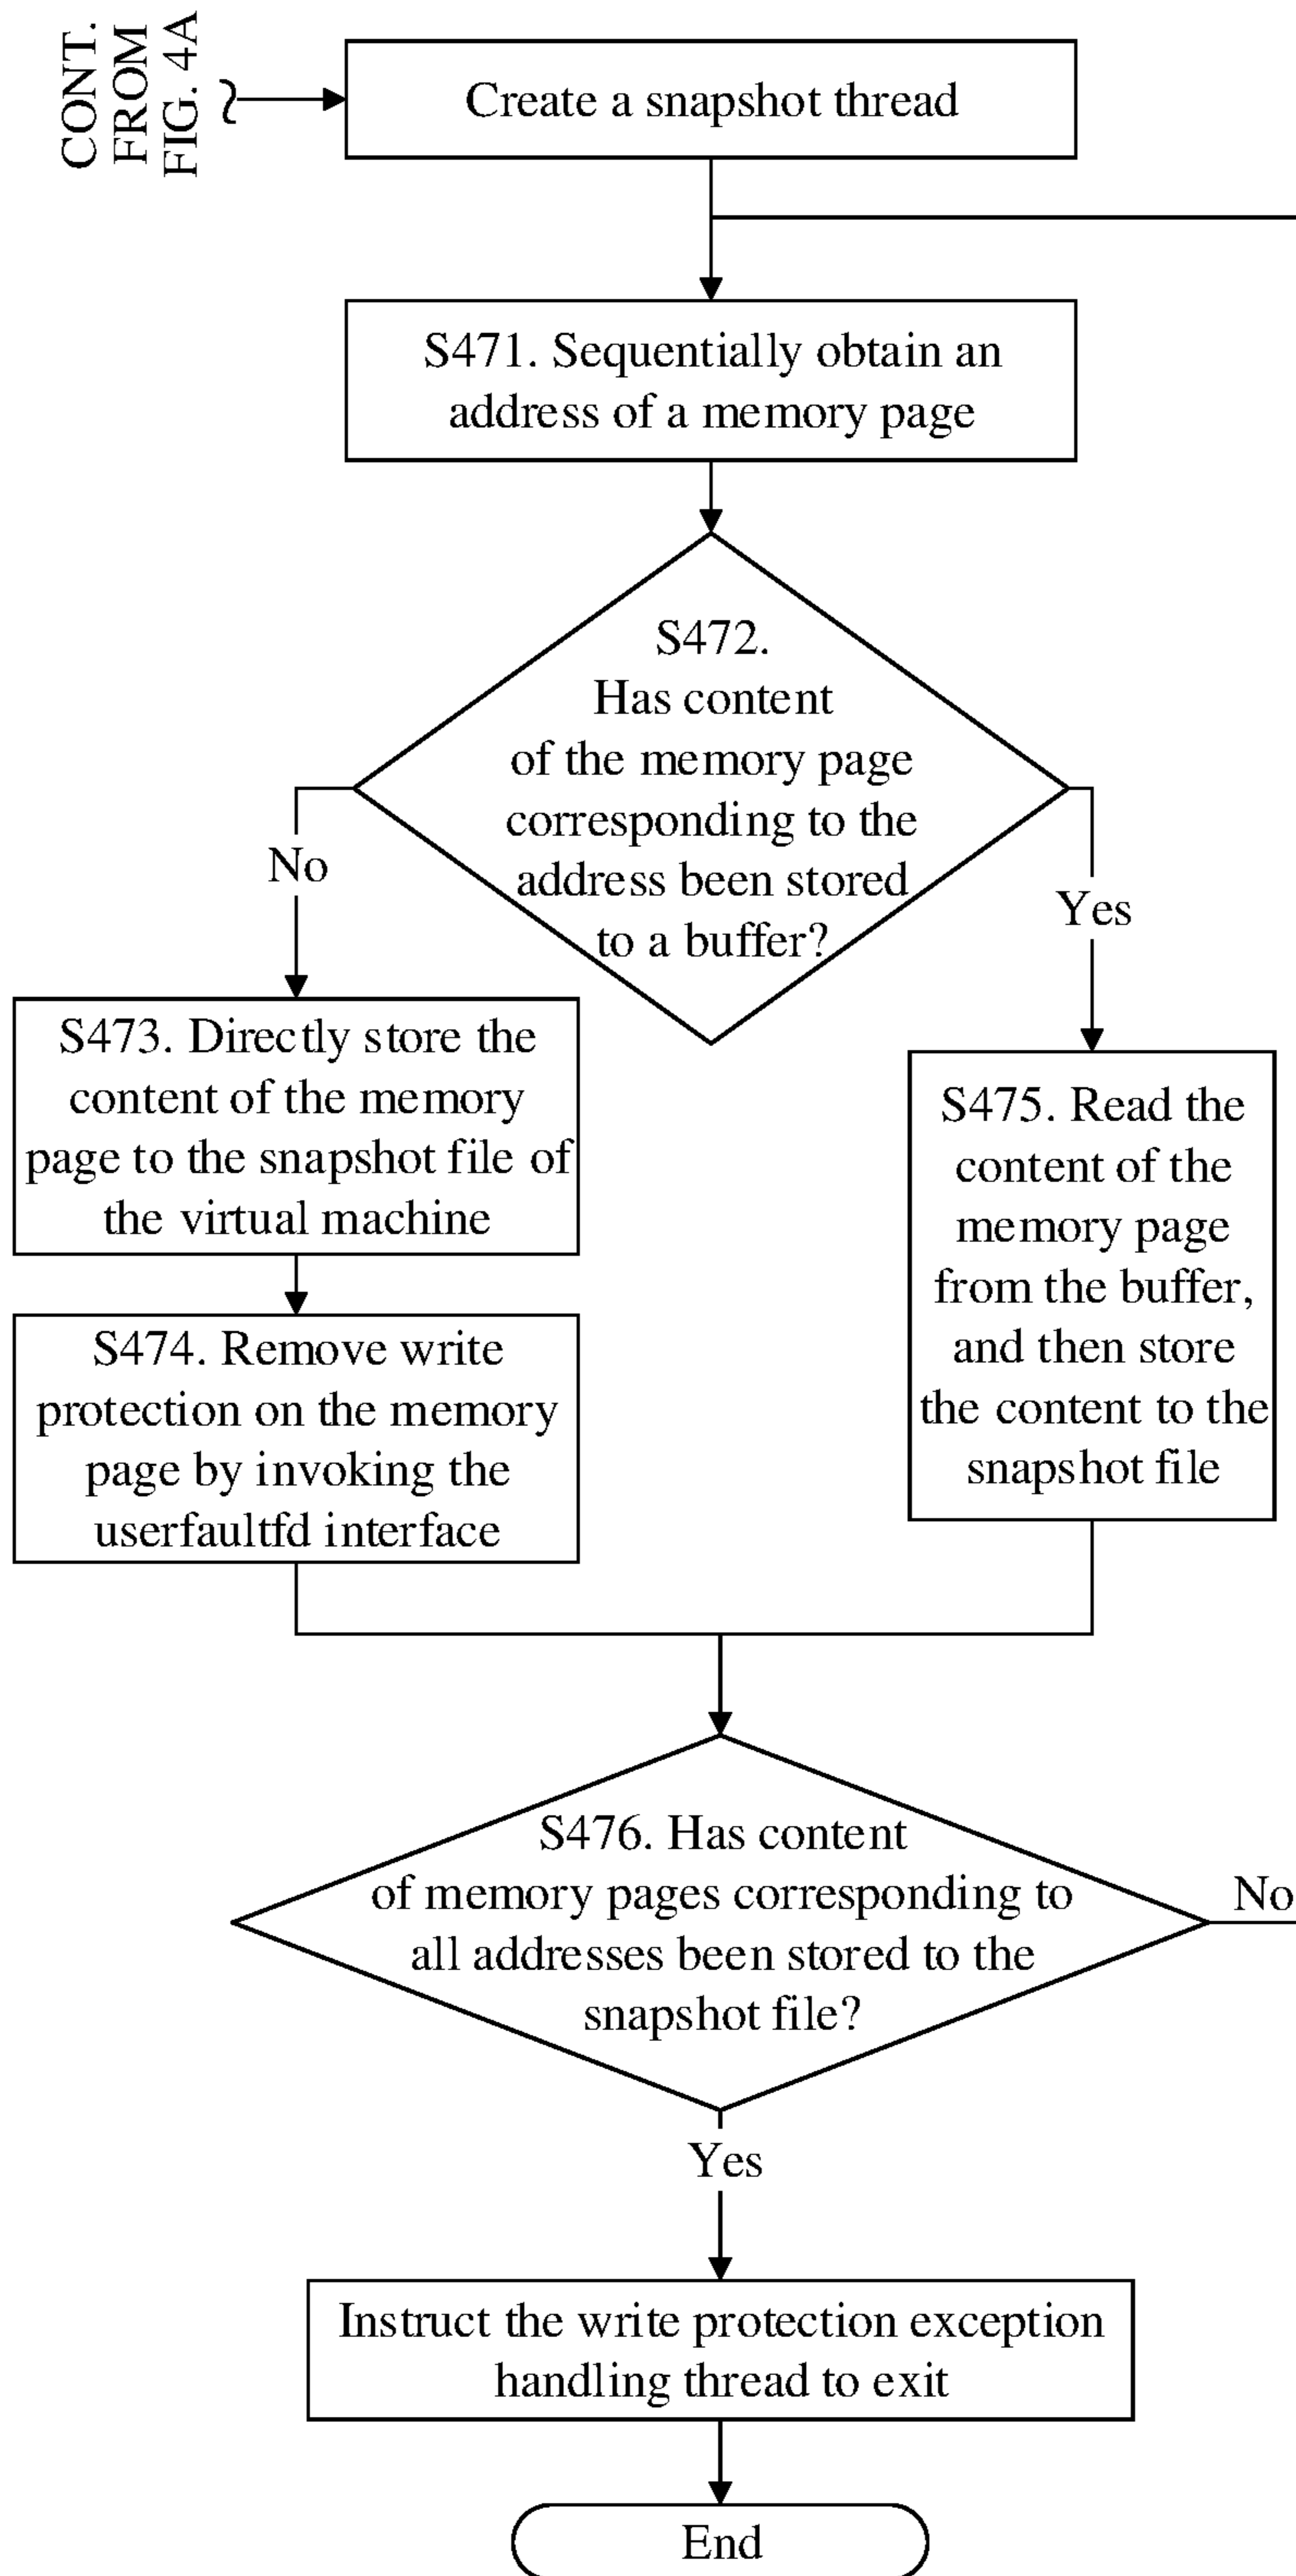 CONT.
FROM
FIG. 4A
Create a snapshot thread
S471. Sequentially obtain an
address of a memory page
S472.
Has content
of the memory page
corresponding to the
address been stored
to a buffer?
No
Yes
S473. Directly store the
content of the memory
page to the snapshot file of
the virtual machine
S474. Remove write
protection on the memory
page by invoking the
userfaultfd interface
S475. Read the
content of the
memory page
from the buffer,
and then store
the content to the
snapshot file
S476. Has content
of memory pages corresponding to
all addresses been stored to the
snapshot file?
No
Yes
Instruct the write protection exception
handling thread to exit
End